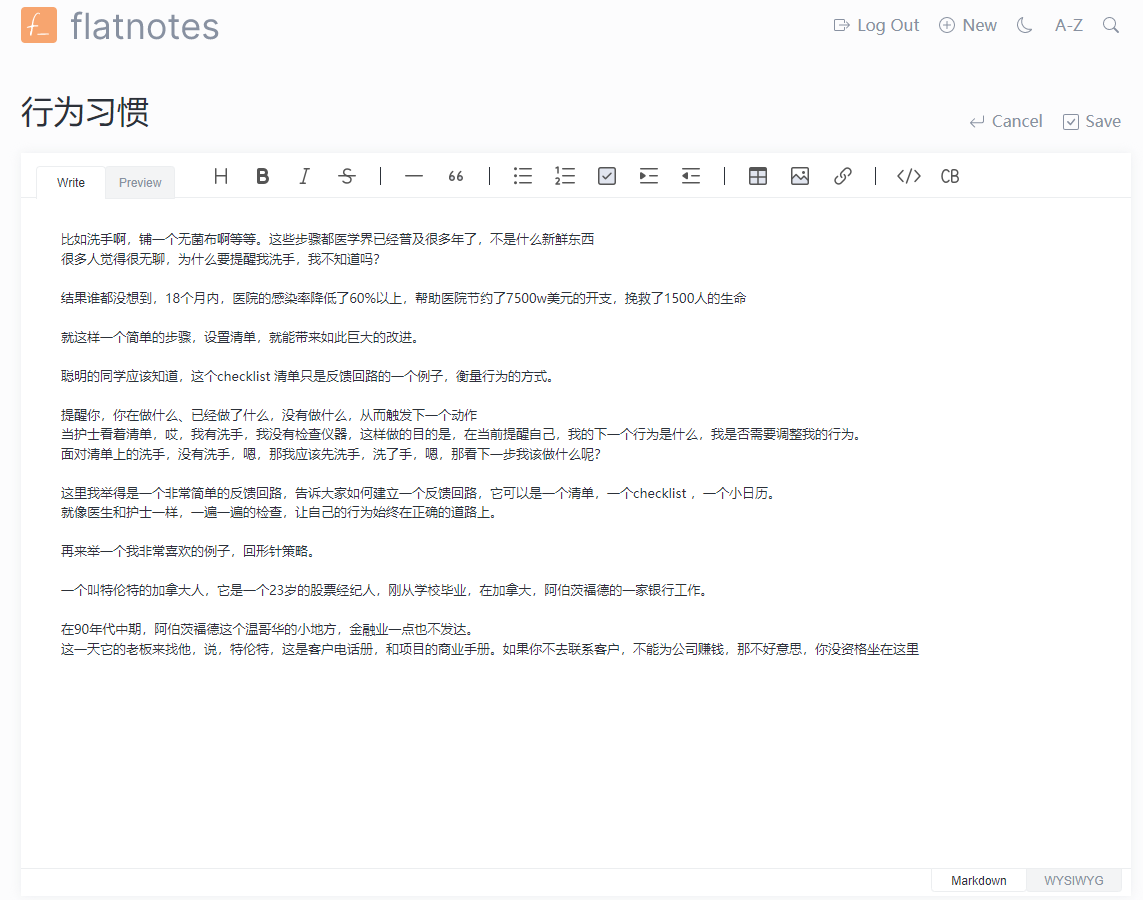 flatnotes
Log Out
New
A-Z
行为习惯
Cancel
Save
Write
Preview
H
B
I
S
66
CB
比如洗手啊，铺一个无菌布啊等等。这些步骤都医学界已经普及很多年了，不是什么新鲜东西
很多人觉得很无聊，为什么要提醒我洗手，我不知道吗？
结果谁都没想到，18个月内，医院的感染率降低了60%以上，帮助医院节约了7500w美元的开支，挽救了1500人的生命
就这样一个简单的步骤，设置清单，就能带来如此巨大的改进。
聪明的同学应该知道，这个checklist 清单只是反馈回路的一个例子，衡量行为的方式。
提醒你，你在做什么、已经做了什么，没有做什么，从而触发下一个动作
当护士看着清单，哎，我有洗手，我没有检查仪器，这样做的目的是，在当前提醒自己，我的下一个行为是什么，我是否需要调整我的行为。
面对清单上的洗手，没有洗手，嗯，那我应该先洗手，洗了手，嗯，那看下一步我该做什么呢？
这里我举得是一个非常简单的反馈回路，告诉大家如何建立一个反馈回路，它可以是一个清单，一个checklist ，一个小日历。
就像医生和护士一样，一遍一遍的检查，让自己的行为始终在正确的道路上。
再来举一个我非常喜欢的例子，回形针策略。
一个叫特伦特的加拿大人，它是一个23岁的股票经纪人，刚从学校毕业，在加拿大，阿伯茨福德的一家银行工作。
在90年代中期，阿伯茨福德这个温哥华的小地方，金融业一点也不发达。
这一天它的老板来找他，说，特伦特，这是客户电话册，和项目的商业手册。如果你不去联系客户，不能为公司赚钱，那不好意思，你没资格坐在这里
Markdown
WYSIWYG